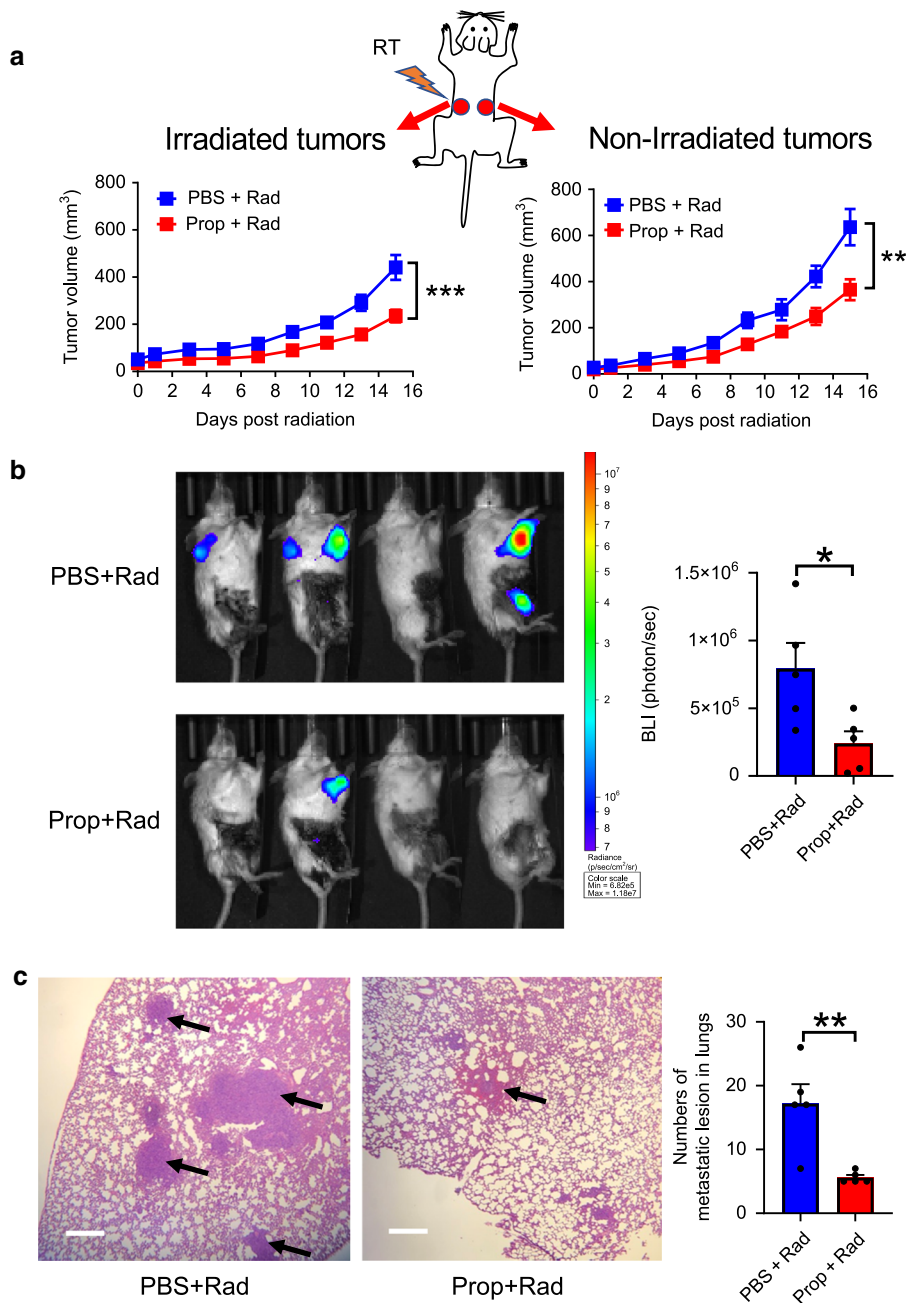 a
RT
Irradiated tumors
Non-Irradiated tumors
800
600
400
200
0
Tumor volume (mm³)
PBS + Rad
Prop + Rad
***
0 2 4 6 8 10 12 14 16
Days post radiation
800
600
400
200
0
Tumor volume (mm³)
PBS + Rad
Prop + Rad
**
0 2 4 6 8 10 12 14 16
Days post radiation
b
PBS+Rad
Prop+Rad
10⁷
9
8
7
6
5
4
3
2
10⁶
9
8
7
Radiance
(p/sec/cm²/sr)
Color scale
Min = 6.82e5
Max = 1.18e7
BLI (photon/sec)
1.5×10⁶
1×10⁶
5×10⁵
0
*
PBS+Rad
Prop+Rad
c
PBS+Rad
Prop+Rad
Numbers of
metastatic lesion in lungs
30
20
10
0
**
PBS + Rad
Prop + Rad